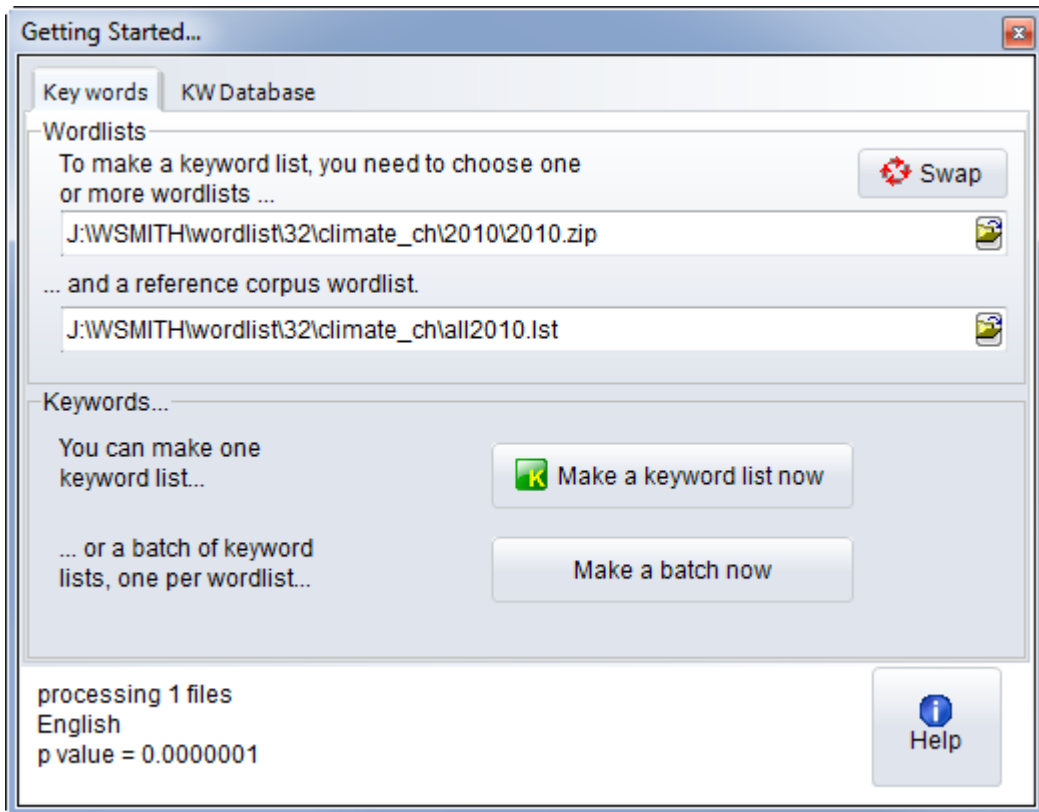 Getting Started...
Key words KW Database
Wordlists
To make a keyword list, you need to choose one
or more wordlists ...
Swap
J:\WSMITH\wordlist\32\climate_ch\2010\2010.zip
... and a reference corpus wordlist.
J:\WSMITH\wordlist\32\climate_ch\all2010.lst
Keywords...
You can make one
keyword list...
K Make a keyword list now
... or a batch of keyword
lists, one per wordlist...
Make a batch now
processing 1 files
English
p value = 0.0000001
Help